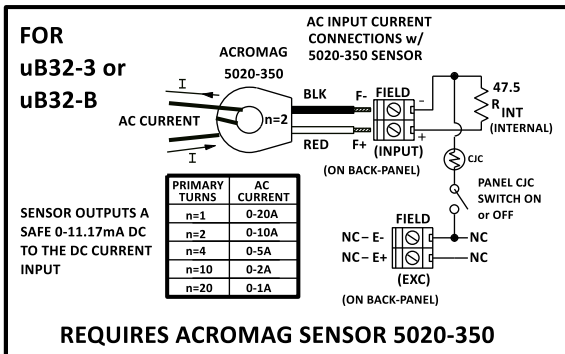 FOR
uB32-3 or
uB32-B
AC INPUT CURRENT
CONNECTIONS w/
5020-350 SENSOR
ACROMAG
5020-350
I
AC CURRENT
I
n=2
BLK
RED
F-
F+
FIELD
(INPUT)
(ON BACK-PANEL)
-
+
47.5
R INT
(INTERNAL)
CJC
PANEL CJC
SWITCH ON
or OFF
SENSOR OUTPUTS A
SAFE 0-11.17mA DC
TO THE DC CURRENT
INPUT
PRIMARY TURNS AC CURRENT
n=1 0-20A
n=2 0-10A
n=4 0-5A
n=10 0-2A
n=20 0-1A
FIELD
NC – E- NC
NC – E+ NC
(EXC)
(ON BACK-PANEL)
REQUIRES ACROMAG SENSOR 5020-350